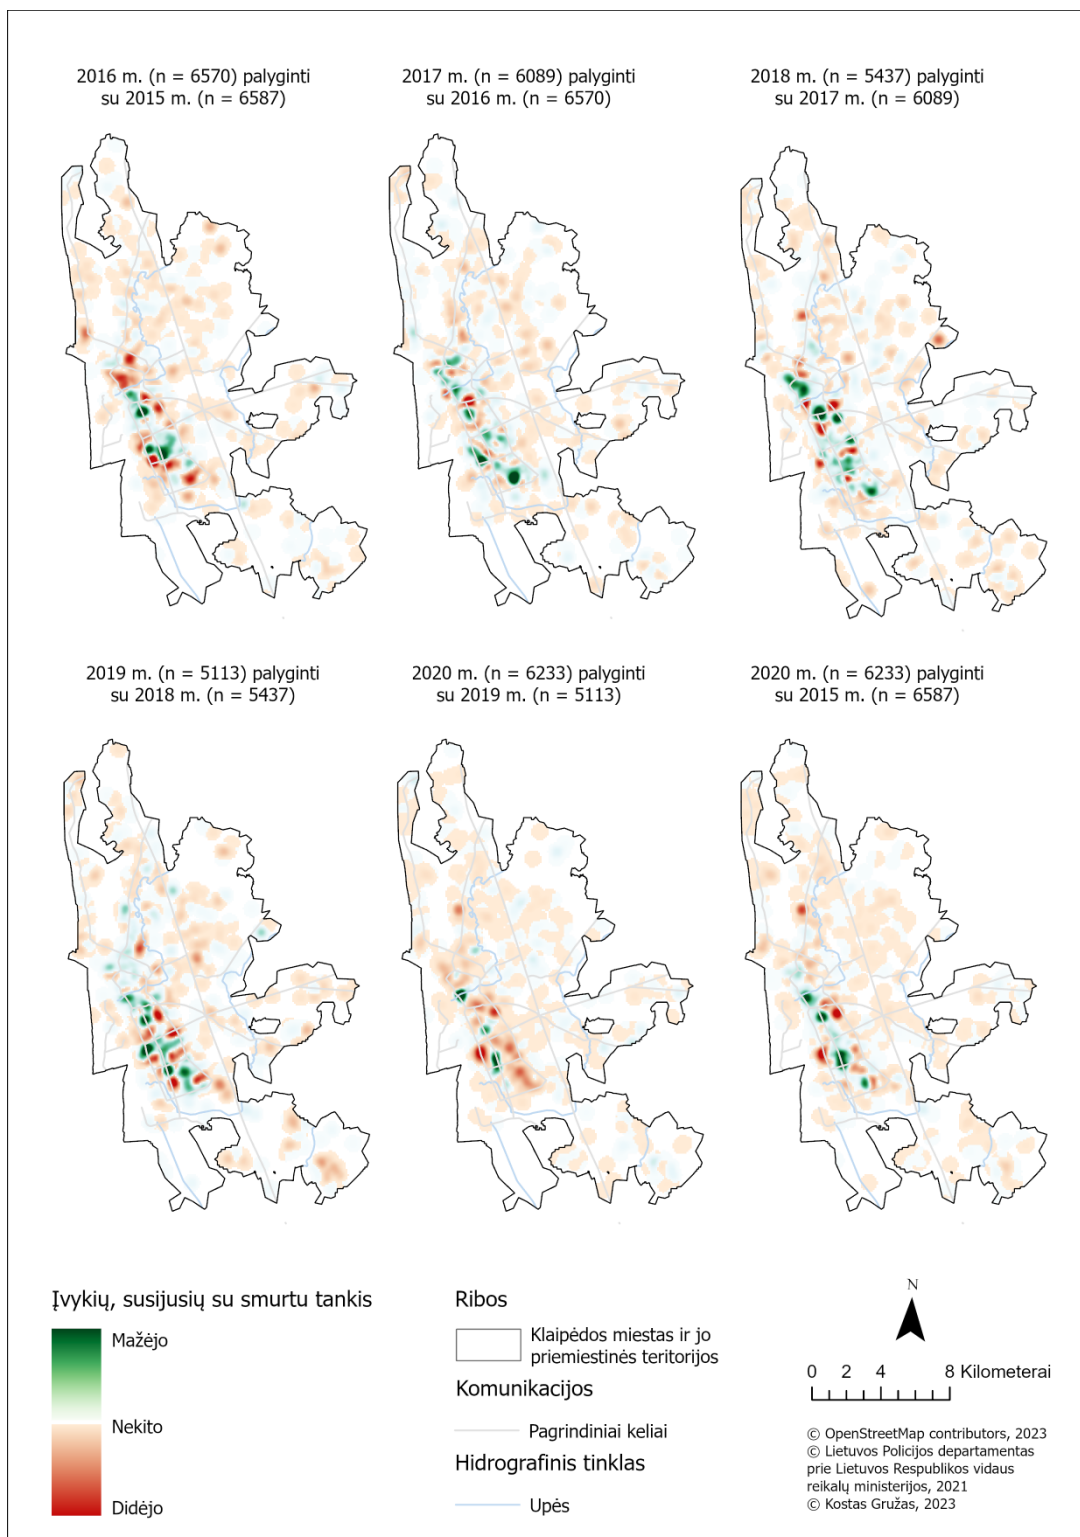 2016 m. (n = 6570) palyginti
su 2015 m. (n = 6587)
2017 m. (n = 6089) palyginti
su 2016 m. (n = 6570)
2018 m. (n = 5437) palyginti
su 2017 m. (n = 6089)
2019 m. (n = 5113) palyginti
su 2018 m. (n = 5437)
2020 m. (n = 6233) palyginti
su 2019 m. (n = 5113)
2020 m. (n = 6233) palyginti
su 2015 m. (n = 6587)
Įvykių, susijusių su smurtu tankis
Mažėjo
Nekito
Didėjo
Ribos
Klaipėdos miestas ir jo
priemiestinės teritorijos
Komunikacijos
Pagrindiniai keliai
Hidrografinis tinklas
Upės
N
0 2 4 8 Kilometerai
© OpenStreetMap contributors, 2023
© Lietuvos Policijos departamentas
prie Lietuvos Respublikos vidaus
reikalų ministerijos, 2021
© Kostas Gružas, 2023